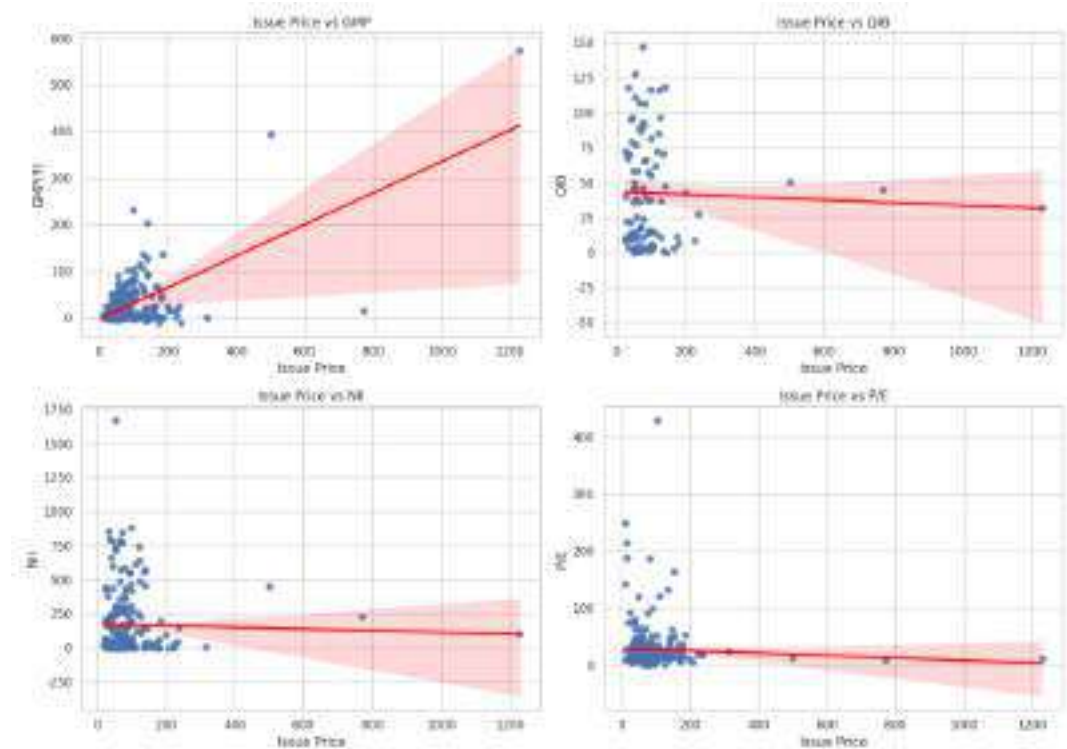 Issue Price vs GMP
600
500
400
300
200
100
0
GMP(₹)
0 200 400 600 800 1000 1200
Issue Price
Issue Price vs QIB
150
125
100
75
50
25
0
-25
-50
QIB
0 200 400 600 800 1000 1200
Issue Price
Issue Price vs NII
1750
1500
1250
1000
750
500
250
0
-250
NII
0 200 400 600 800 1000 1200
Issue Price
Issue Price vs P/E
400
300
200
100
0
P/E
0 200 400 600 800 1000 1200
Issue Price